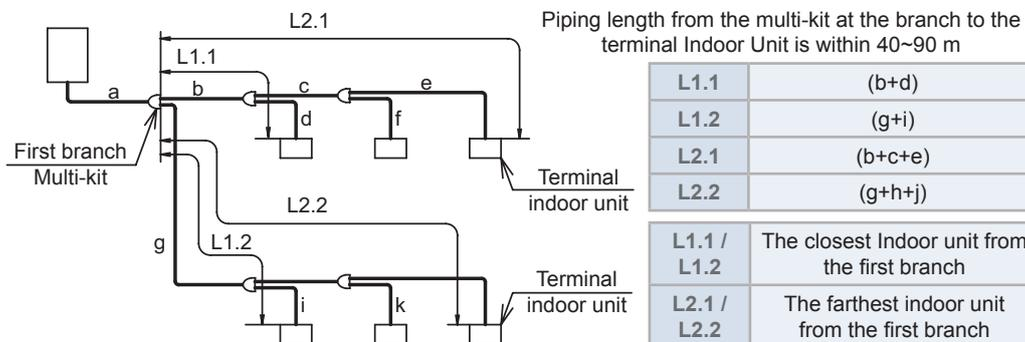 L2.1
L1.1
a
b
c
e
d
f
First branch
Multi-kit
Terminal
indoor unit
L2.2
g
L1.2
i
k
Terminal
indoor unit
Piping length from the multi-kit at the branch to the
terminal Indoor Unit is within 40~90 m
L1.1 (b+d)
L1.2 (g+i)
L2.1 (b+c+e)
L2.2 (g+h+j)
L1.1 / The closest Indoor unit from
L1.2 the first branch
L2.1 / The farthest indoor unit
L2.2 from the first branch